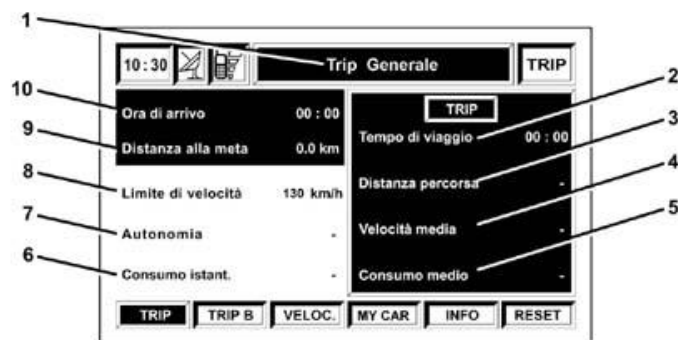 1
10:30 Trip Generale TRIP
10
2
Ora di arrivo 00 : 00
TRIP
Tempo di viaggio 00 : 00
3
9
Distanza alla meta 0.0 km
8
Limite di velocità 130 km/h
Distanza percorsa -
4
7
Autonomia -
Velocità media -
5
6
Consumo istant. -
Consumo medio -
TRIP TRIP B VELOC. MY CAR INFO RESET